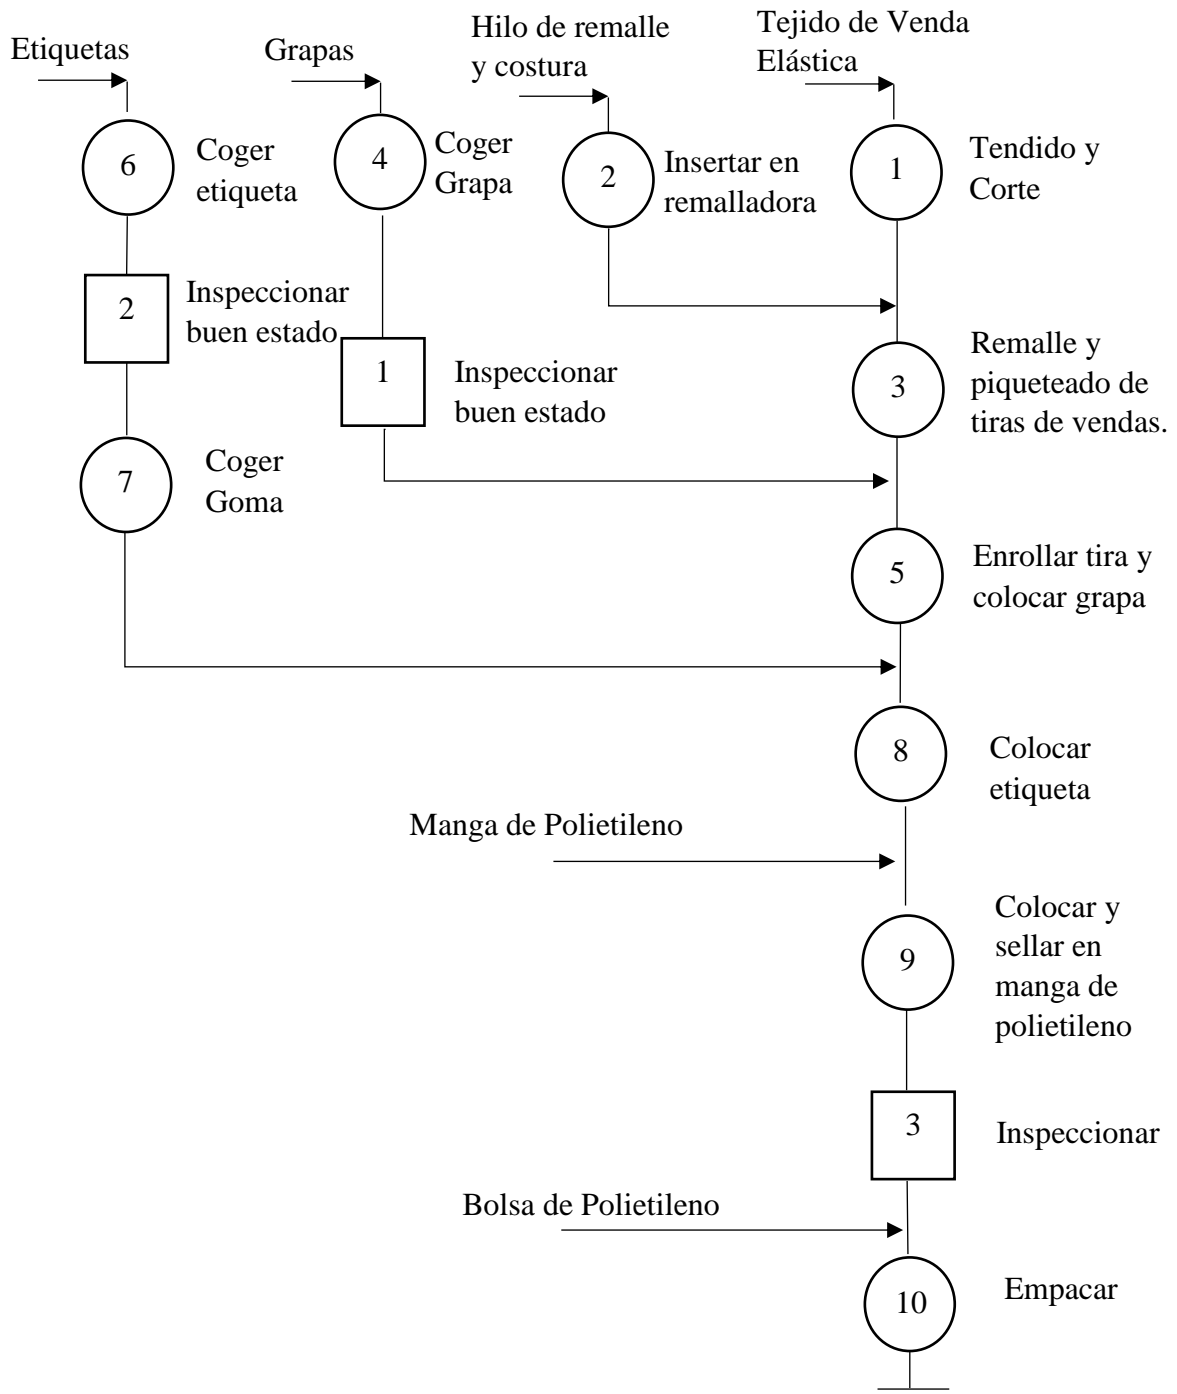 Etiquetas
Grapas
Hilo de remalle
y costura
Tejido de Venda
Elástica
6
Coger
etiqueta
4
Coger
Grapa
2
Insertar en
remalladora
1
Tendido y
Corte
2
Inspeccionar
buen estado
1
Inspeccionar
buen estado
3
Remalle y
piqueteado de
tiras de vendas.
7
Coger
Goma
5
Enrollar tira y
colocar grapa
8
Colocar
etiqueta
Manga de Polietileno
9
Colocar y
sellar en
manga de
polietileno
3
Inspeccionar
Bolsa de Polietileno
10
Empacar